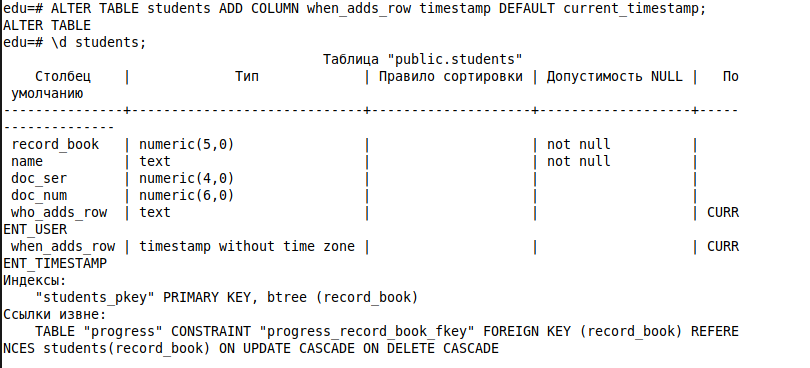 edu=# ALTER TABLE students ADD COLUMN when_adds_row timestamp DEFAULT current_timestamp;
ALTER TABLE
edu=# \d students;
                                        Таблица "public.students"
    Столбец    |             Тип             | Правило сортировки | Допустимость NULL |   По
 умолчанию
---------------+-----------------------------+--------------------+-------------------+-----
--------------
 record_book   | numeric(5,0)                |                    | not null          |
 name          | text                        |                    | not null          |
 doc_ser       | numeric(4,0)                |                    |                   |
 doc_num       | numeric(6,0)                |                    |                   |
 who_adds_row  | text                        |                    |                   | CURR
ENT_USER
 when_adds_row | timestamp without time zone |                    |                   | CURR
ENT_TIMESTAMP
Индексы:
    "students_pkey" PRIMARY KEY, btree (record_book)
Ссылки извне:
    TABLE "progress" CONSTRAINT "progress_record_book_fkey" FOREIGN KEY (record_book) REFERE
NCES students(record_book) ON UPDATE CASCADE ON DELETE CASCADE